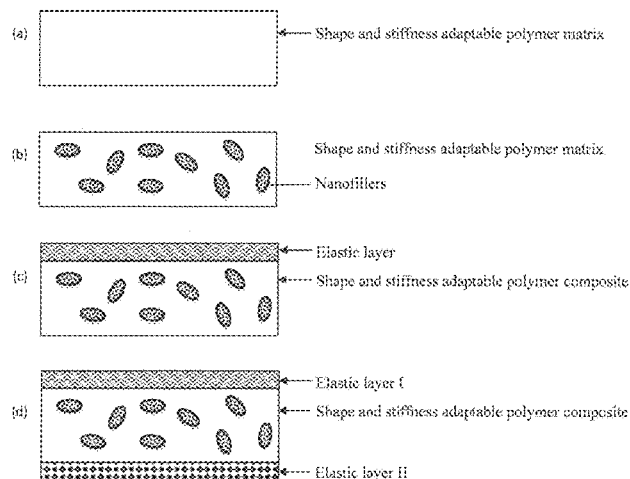 (a)
Shape and stiffness adaptable polymer matrix
(b)
Shape and stiffness adaptable polymer matrix
Nanofillers
(c)
Elastic layer
Shape and stiffness adaptable polymer composite
(d)
Elastic layer I
Shape and stiffness adaptable polymer composite
Elastic layer II